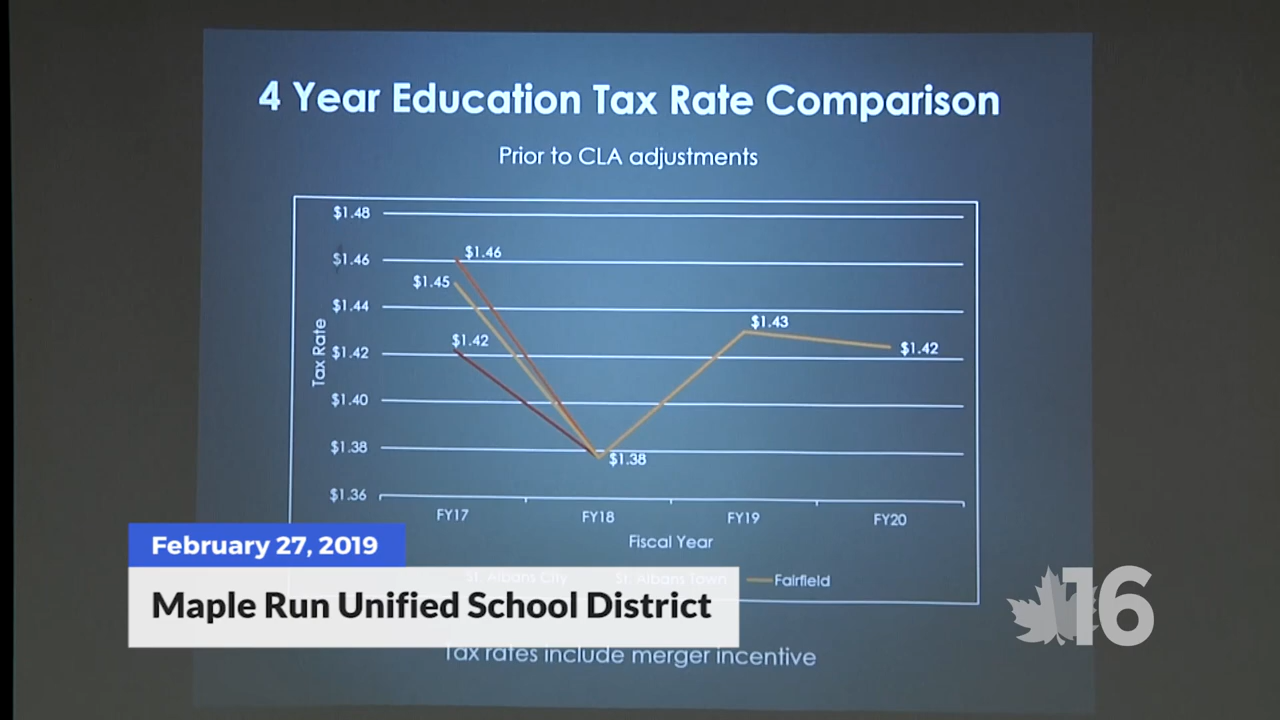 4 Year Education Tax Rate Comparison
Prior to CLA adjustments
$1.48
$1.46
$1.46
$1.45
$1.44
$1.43
$1.42
$1.42
$1.42
$1.40
$1.38
$1.38
$1.36
Tax Rate
FY17 FY18 FY19 FY20
Fiscal Year
St. Albans City St. Albans Town Fairfield
February 27, 2019
Maple Run Unified School District
16
Tax rates include merger incentive